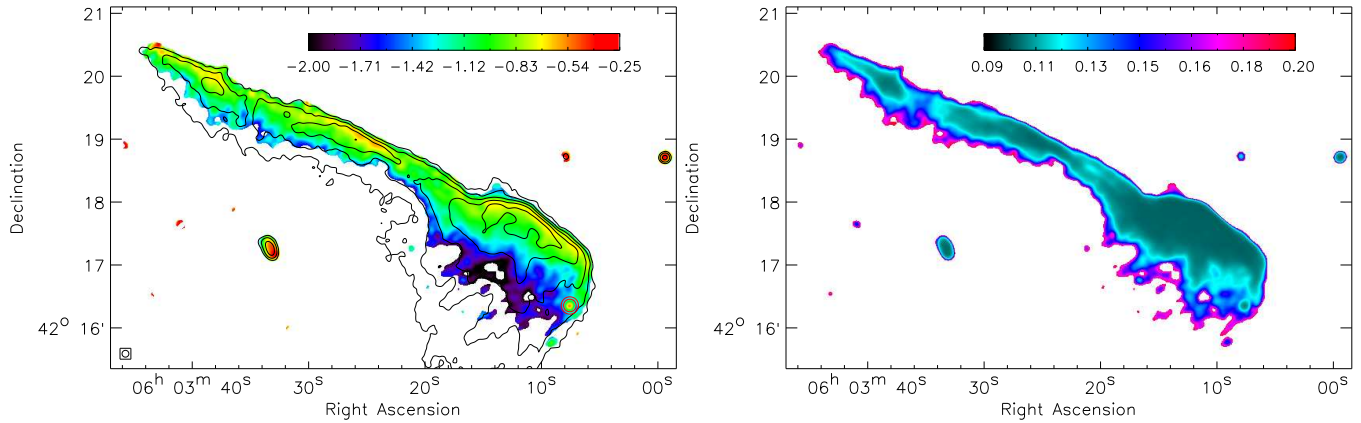 21
20
19
18
17
42° 16'
Declination
−2.00 −1.71 −1.42 −1.12 −0.83 −0.54 −0.25
06ʰ 03ᵐ 40ˢ 30ˢ 20ˢ 10ˢ 00ˢ
Right Ascension
21
20
19
18
17
42° 16'
Declination
0.09 0.11 0.13 0.15 0.16 0.18 0.20
06ʰ 03ᵐ 40ˢ 30ˢ 20ˢ 10ˢ 00ˢ
Right Ascension